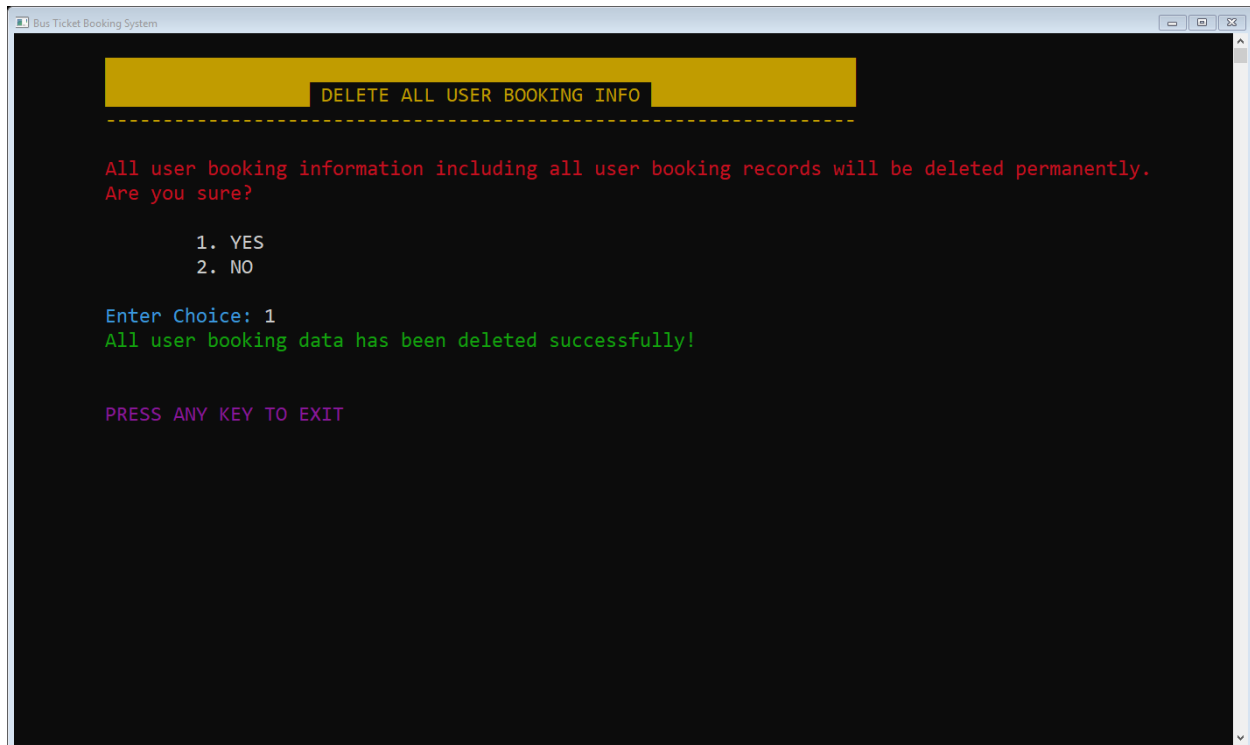 Bus Ticket Booking System
DELETE ALL USER BOOKING INFO
------------------------------------------------------------------
All user booking information including all user booking records will be deleted permanently.
Are you sure?
1. YES
2. NO
Enter Choice: 1
All user booking data has been deleted successfully!
PRESS ANY KEY TO EXIT